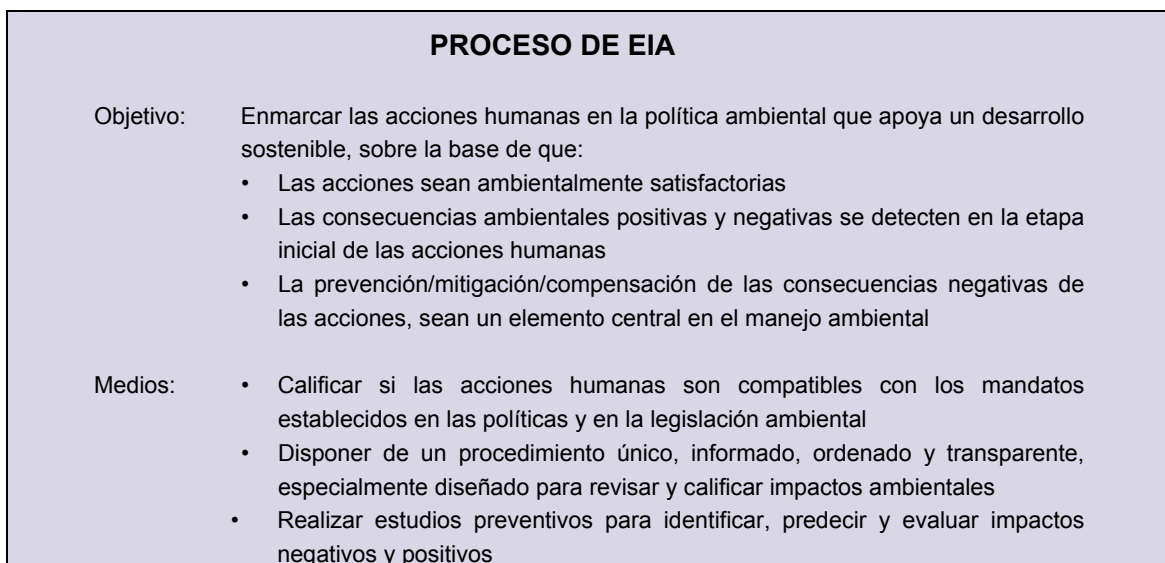 PROCESO DE EIA
Objetivo: Enmarcar las acciones humanas en la política ambiental que apoya un desarrollo
sostenible, sobre la base de que:
• Las acciones sean ambientalmente satisfactorias
• Las consecuencias ambientales positivas y negativas se detecten en la etapa
inicial de las acciones humanas
• La prevención/mitigación/compensación de las consecuencias negativas de
las acciones, sean un elemento central en el manejo ambiental
Medios: • Calificar si las acciones humanas son compatibles con los mandatos
establecidos en las políticas y en la legislación ambiental
• Disponer de un procedimiento único, informado, ordenado y transparente,
especialmente diseñado para revisar y calificar impactos ambientales
• Realizar estudios preventivos para identificar, predecir y evaluar impactos
negativos y positivos